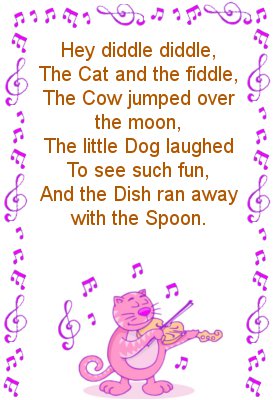 Hey diddle diddle,
The Cat and the fiddle,
The Cow jumped over
the moon,
The little Dog laughed
To see such fun,
And the Dish ran away
with the Spoon.